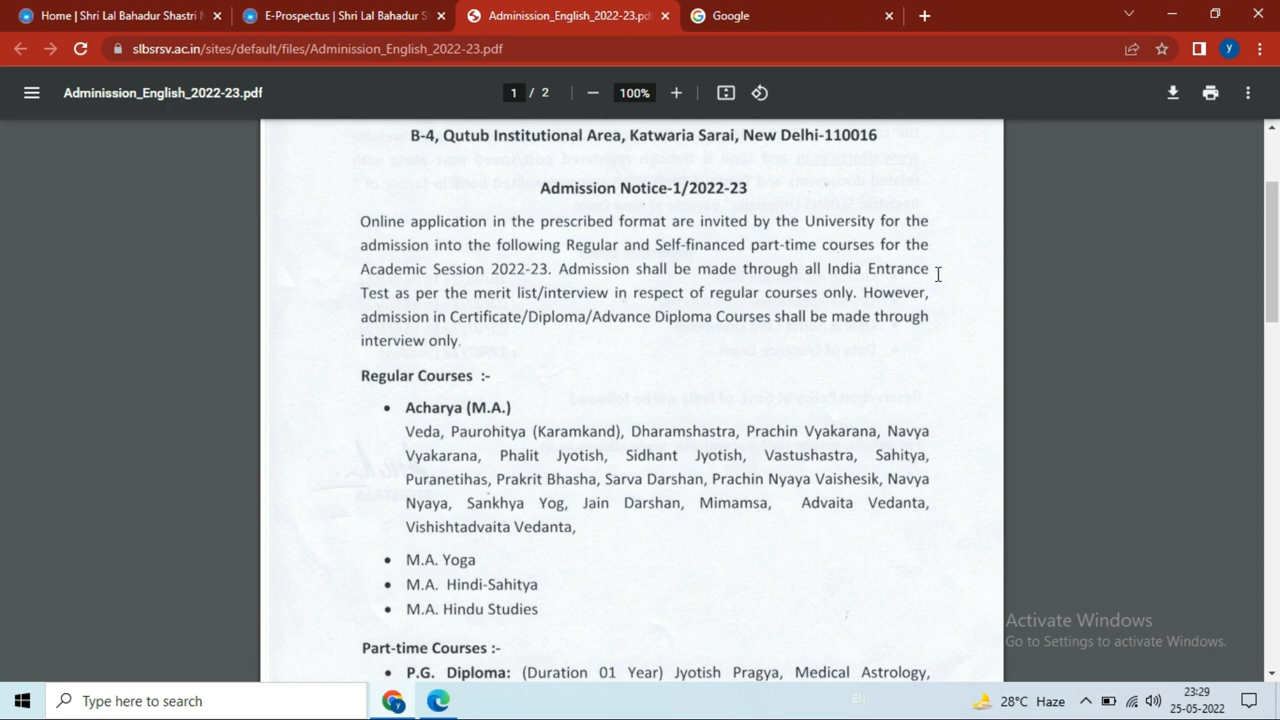 Home | Shri Lal Bahadur Shastri
E-Prospectus | Shri Lal Bahadur S
Adminission_English_2022-23.pdf
Google
slbsrsv.ac.in/sites/default/files/Adminission_English_2022-23.pdf
y
Adminission_English_2022-23.pdf
1 / 2
100%
B-4, Qutub Institutional Area, Katwaria Sarai, New Delhi-110016
Admission Notice-1/2022-23
Online application in the prescribed format are invited by the University for the
admission into the following Regular and Self-financed part-time courses for the
Academic Session 2022-23. Admission shall be made through all India Entrance
Test as per the merit list/interview in respect of regular courses only. However,
admission in Certificate/Diploma/Advance Diploma Courses shall be made through
interview only.
Regular Courses :-
• Acharya (M.A.)
Veda, Paurohitya (Karamkand), Dharamshastra, Prachin Vyakarana, Navya
Vyakarana, Phalit Jyotish, Sidhant Jyotish, Vastushastra, Sahitya,
Puranetihas, Prakrit Bhasha, Sarva Darshan, Prachin Nyaya Vaishesik, Navya
Nyaya, Sankhya Yog, Jain Darshan, Mimamsa, Advaita Vedanta,
Vishishtadvaita Vedanta,
• M.A. Yoga
• M.A. Hindi-Sahitya
• M.A. Hindu Studies
Part-time Courses :-
• P.G. Diploma: (Duration 01 Year) Jyotish Pragya, Medical Astrology,
Activate Windows
Go to Settings to activate Windows.
Type here to search
EN
28°C Haze
23:29
25-05-2022